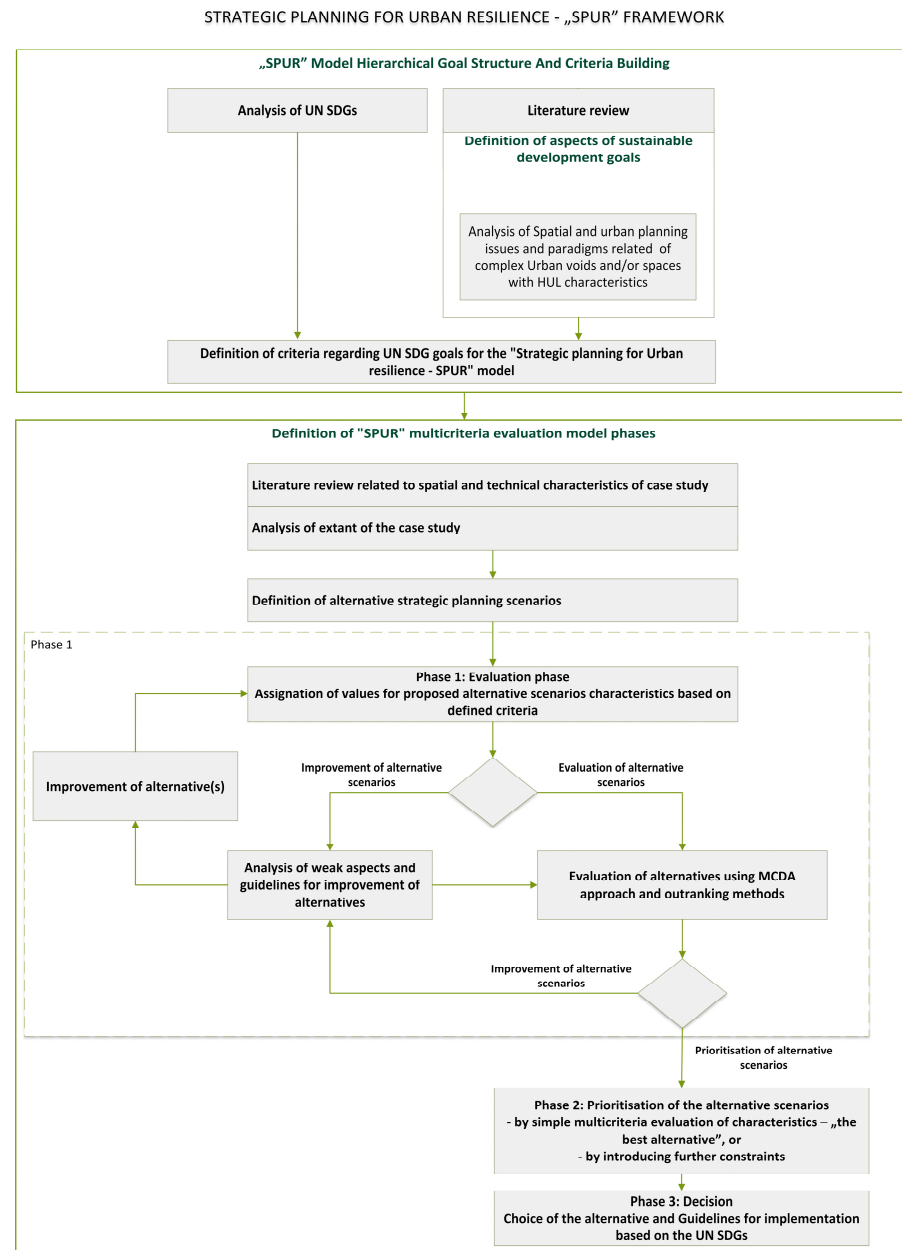 STRATEGIC PLANNING FOR URBAN RESILIENCE - „SPUR” FRAMEWORK
„SPUR” Model Hierarchical Goal Structure And Criteria Building
Analysis of UN SDGs
Literature review
Definition of aspects of sustainable
development goals
Analysis of Spatial and urban planning
issues and paradigms related of
complex Urban voids and/or spaces
with HUL characteristics
Definition of criteria regarding UN SDG goals for the "Strategic planning for Urban
resilience - SPUR" model
Definition of "SPUR" multicriteria evaluation model phases
Literature review related to spatial and technical characteristics of case study
Analysis of extant of the case study
Definition of alternative strategic planning scenarios
Phase 1
Phase 1: Evaluation phase
Assignation of values for proposed alternative scenarios characteristics based on
defined criteria
Improvement of alternative(s)
Improvement of alternative
scenarios
Evaluation of alternative
scenarios
Analysis of weak aspects and
guidelines for improvement of
alternatives
Evaluation of alternatives using MCDA
approach and outranking methods
Improvement of alternative
scenarios
Prioritisation of alternative
scenarios
Phase 2: Prioritisation of the alternative scenarios
- by simple multicriteria evaluation of characteristics – „the
best alternative”, or
- by introducing further constraints
Phase 3: Decision
Choice of the alternative and Guidelines for implementation
based on the UN SDGs